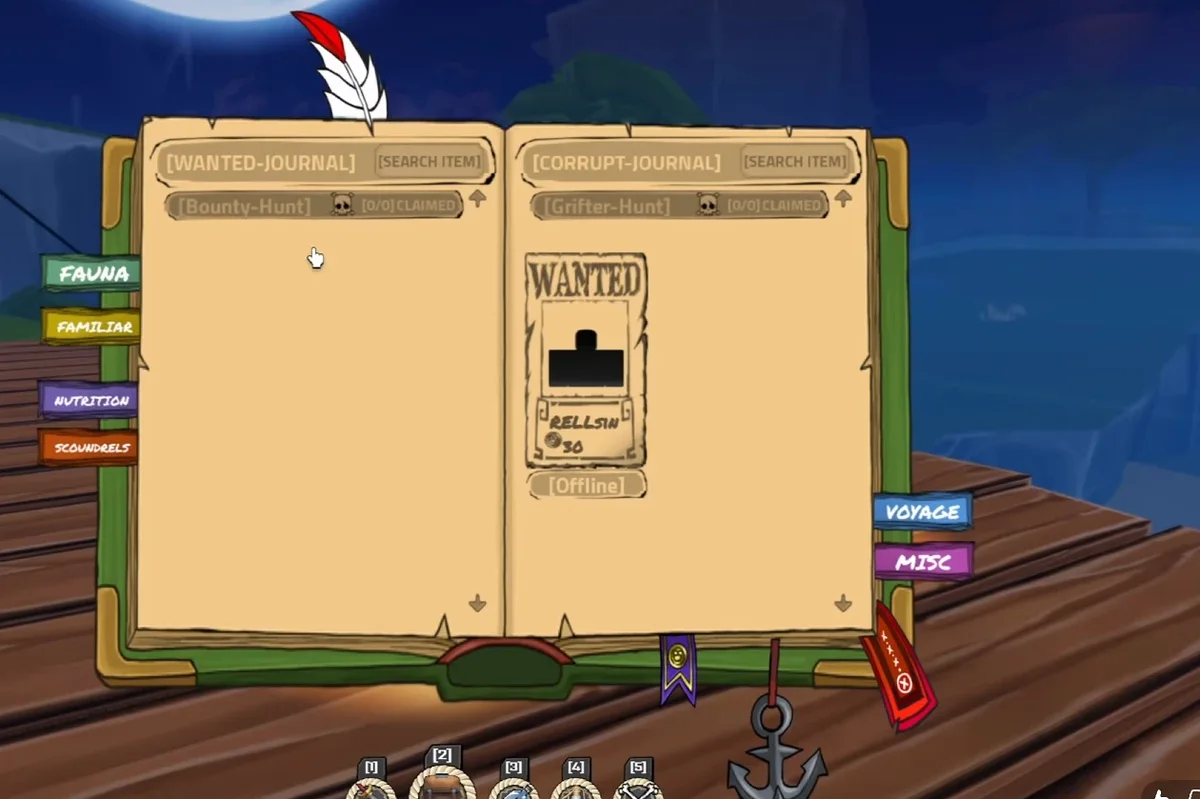 [WANTED-JOURNAL] [SEARCH ITEM]
[Bounty-Hunt] [0/0] CLAIMED
FAUNA
FAMILIAR
NUTRITION
SCOUNDRELS
[CORRUPT-JOURNAL] [SEARCH ITEM]
[Grifter-Hunt] [0/0] CLAIMED
WANTED
RELLSIN
30
[Offline]
VOYAGE
MISC
[1] [2] [3] [4] [5]